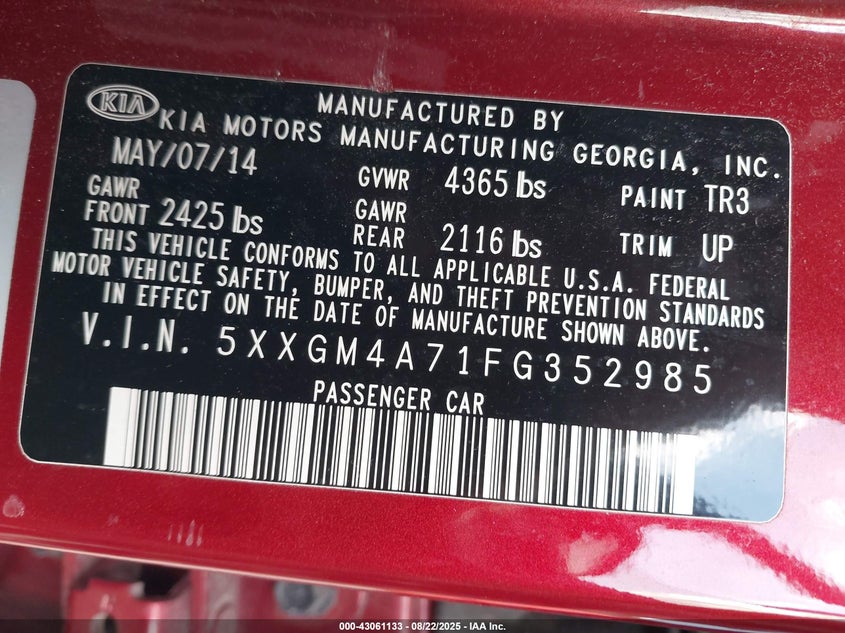 KIA
MANUFACTURED BY
KIA MOTORS MANUFACTURING GEORGIA, INC.
MAY/07/14 GVWR 4365 lbs PAINT TR3
GAWR FRONT 2425 lbs GAWR REAR 2116 lbs TRIM UP
THIS VEHICLE CONFORMS TO ALL APPLICABLE U.S.A. FEDERAL
MOTOR VEHICLE SAFETY, BUMPER, AND THEFT PREVENTION STANDARDS
IN EFFECT ON THE DATE OF MANUFACTURE SHOWN ABOVE.
V.I.N. 5XXGM4A71FG352985
PASSENGER CAR
000-43061133 - 08/22/2025 - IAA Inc.